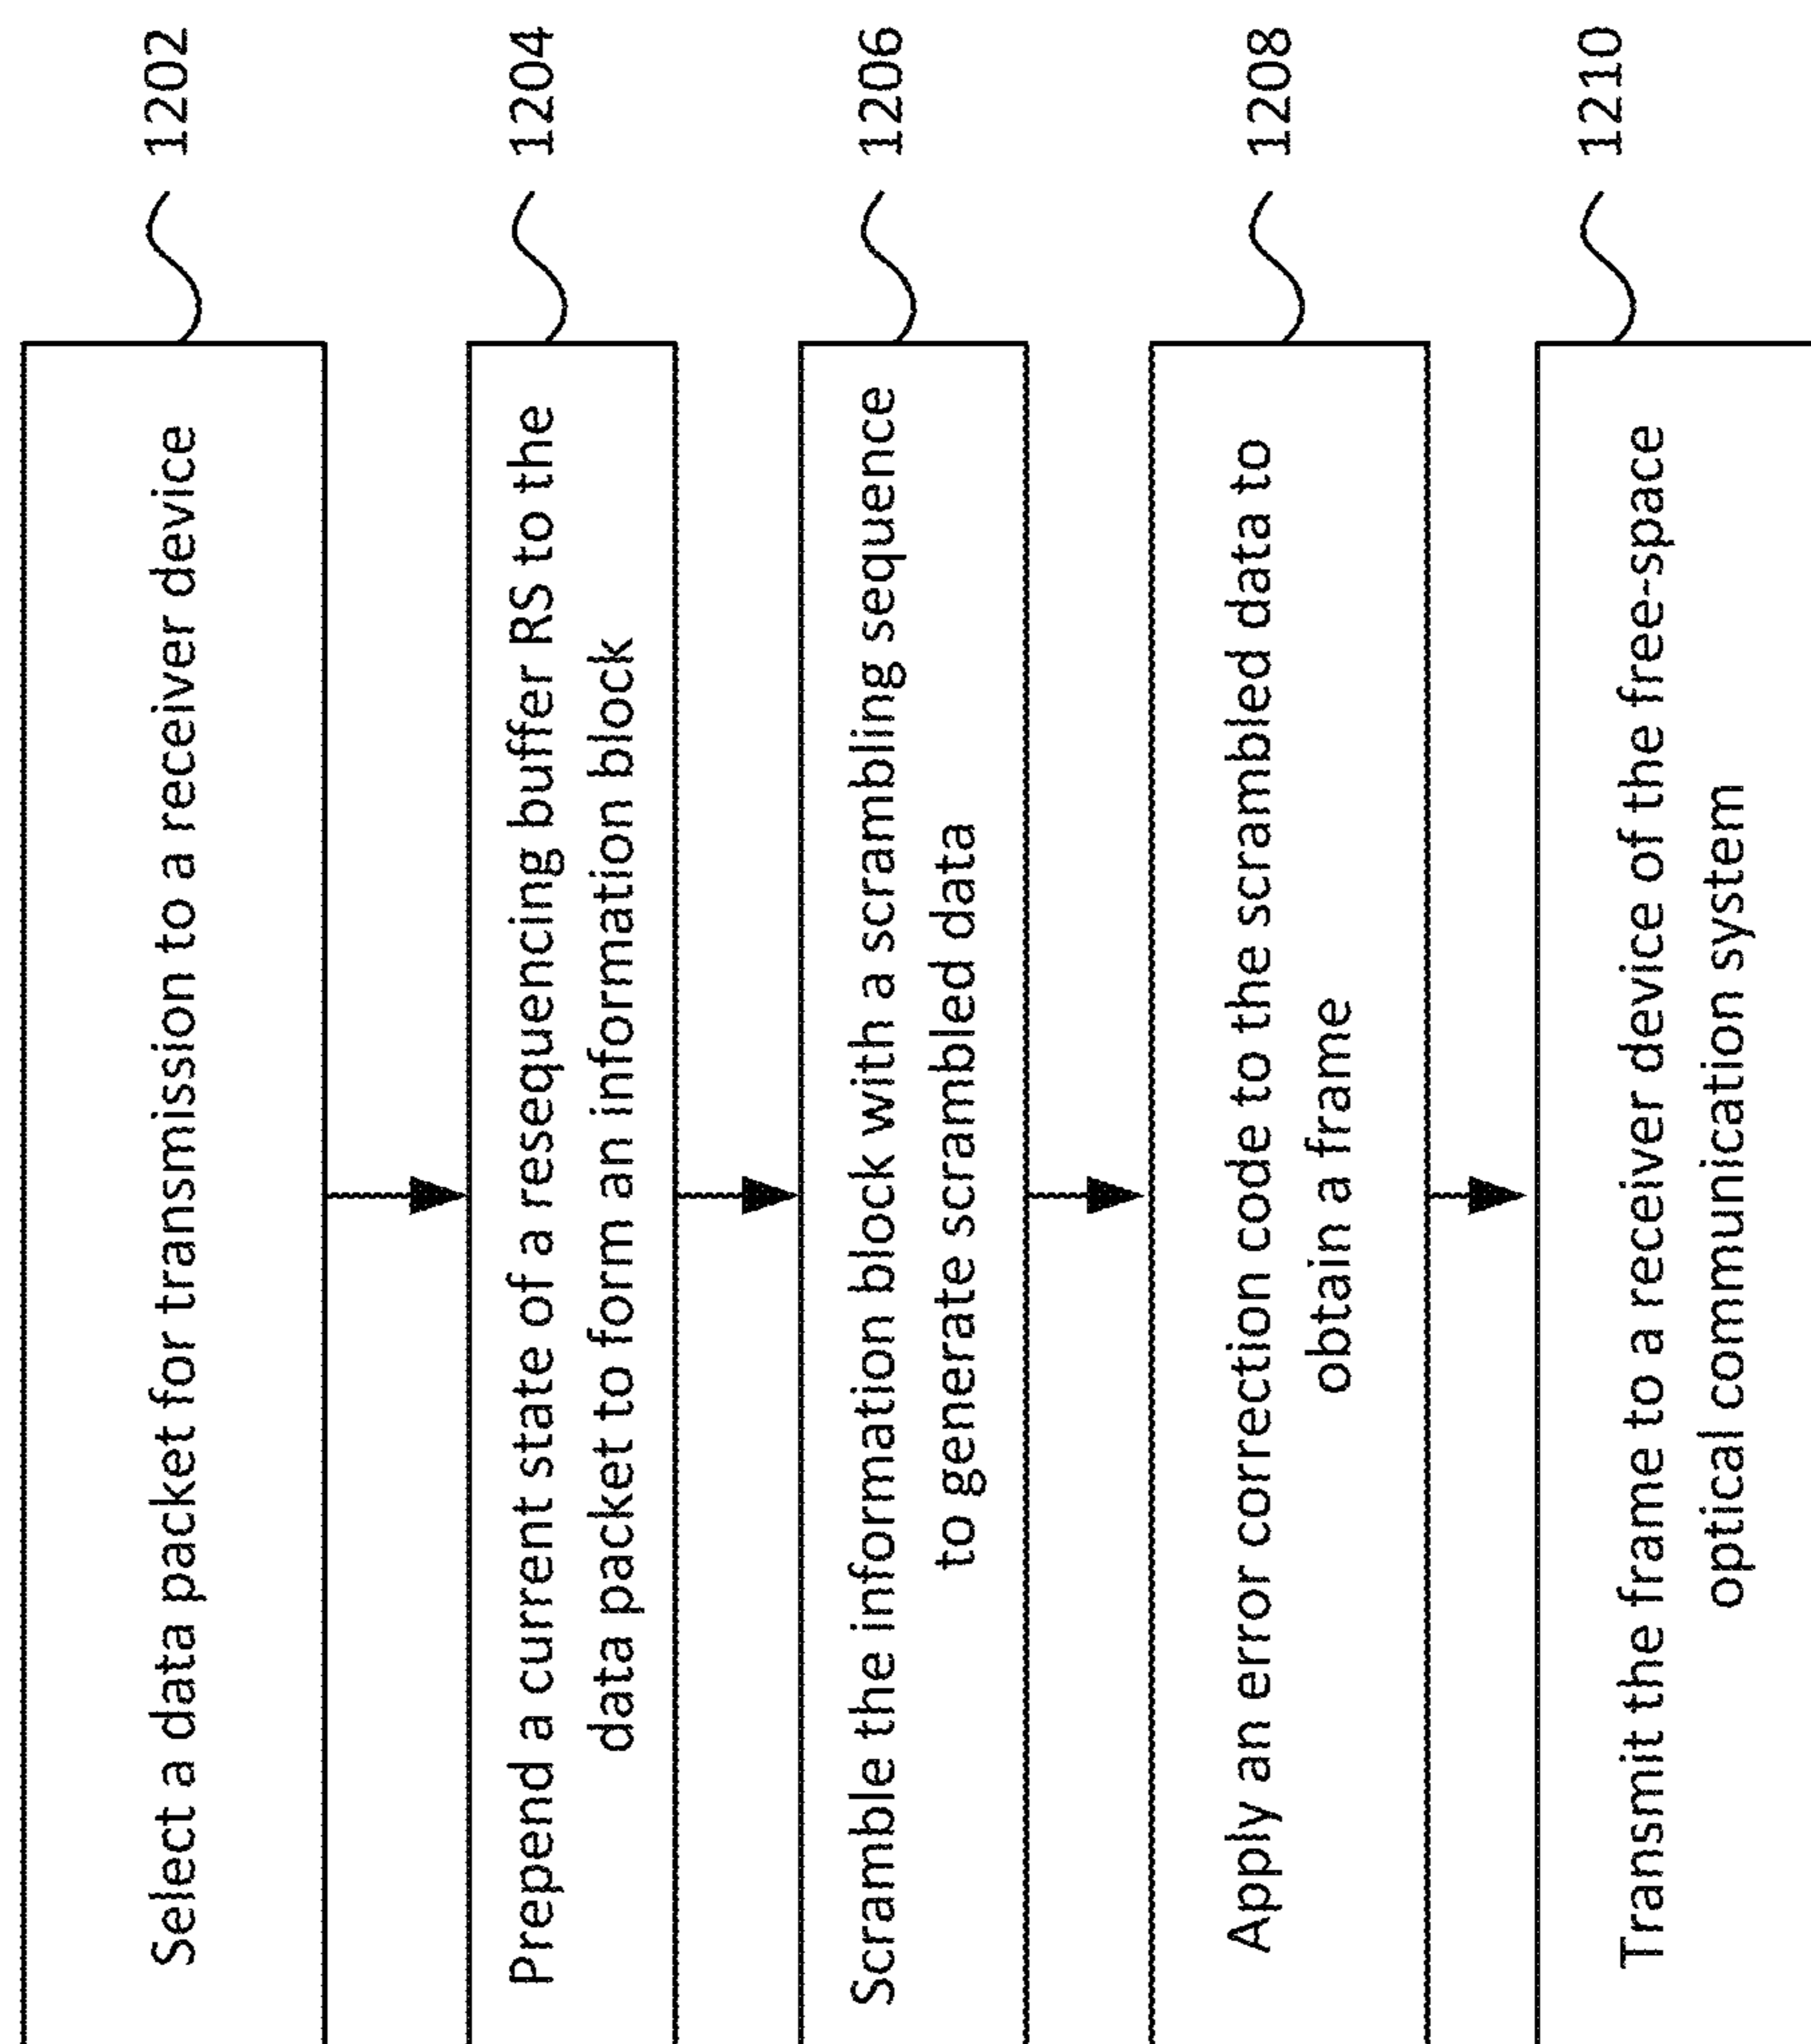 Select a data packet for transmission to a receiver device
1202
Prepend a current state of a resequencing buffer RS to the
data packet to form an information block
1204
Scramble the information block with a scrambling sequence
to generate scrambled data
1206
Apply an error correction code to the scrambled data to
obtain a frame
1208
Transmit the frame to a receiver device of the free-space
optical communication system
1210